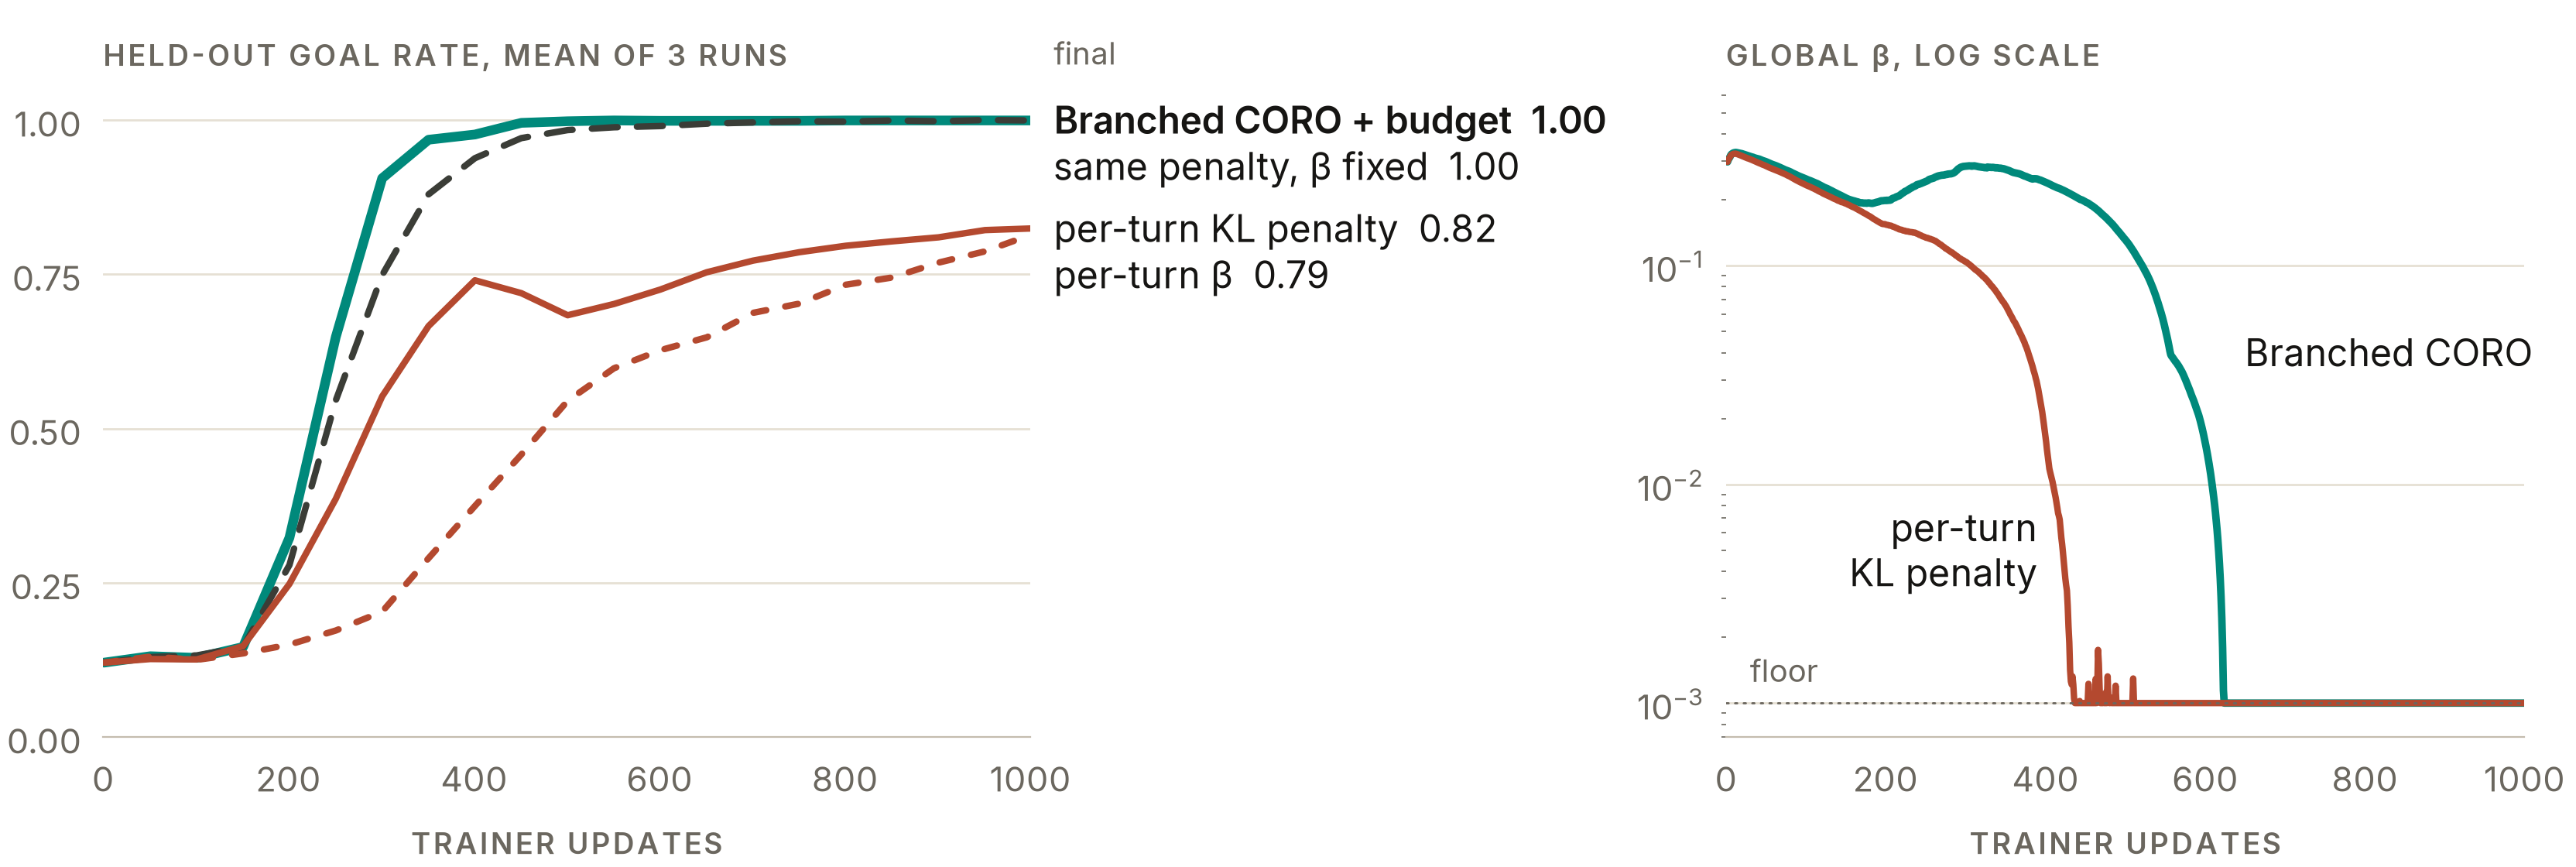 HELD-OUT GOAL RATE, MEAN OF 3 RUNS
final
1.00
0.75
0.50
0.25
0.00
0 200 400 600 800 1000
TRAINER UPDATES
Branched CORO + budget 1.00
same penalty, β fixed 1.00
per-turn KL penalty 0.82
per-turn β 0.79
GLOBAL β, LOG SCALE
10⁻¹
10⁻²
10⁻³
Branched CORO
per-turn
KL penalty
floor
0 200 400 600 800 1000
TRAINER UPDATES